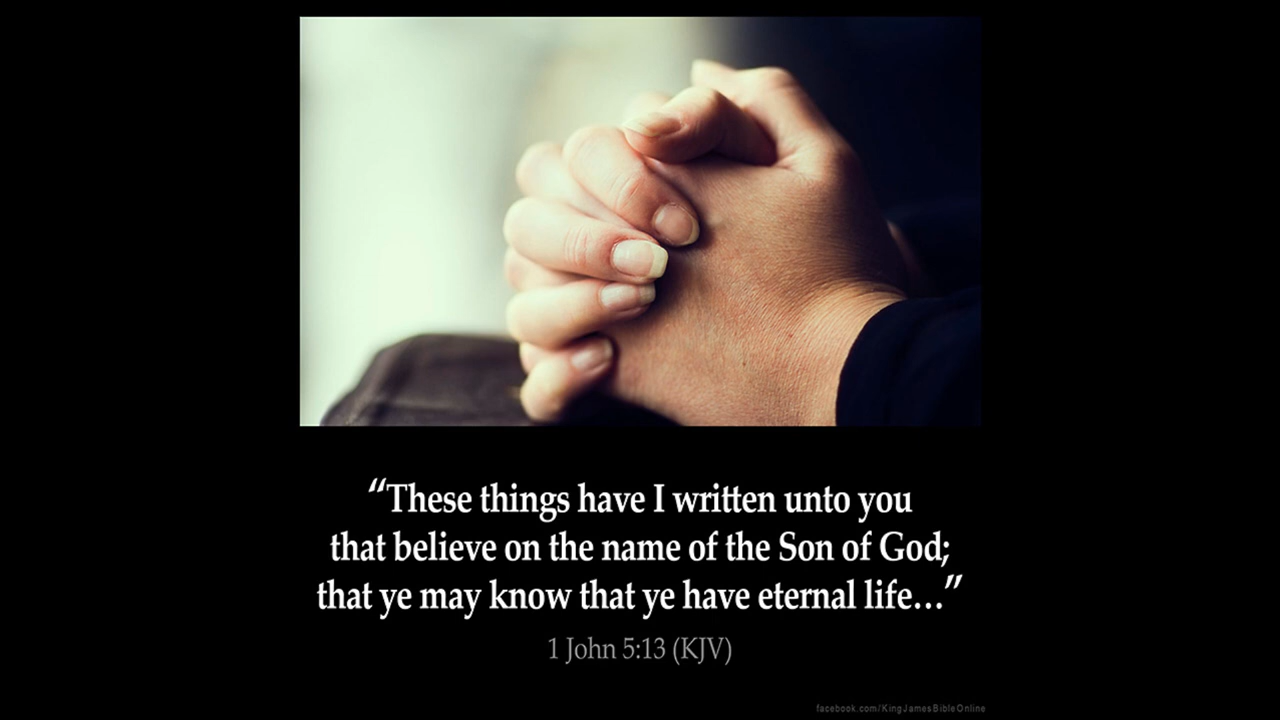 “These things have I written unto you
that believe on the name of the Son of God;
that ye may know that ye have eternal life...”
1 John 5:13 (KJV)
facebook.com/KingJamesBibleOnline